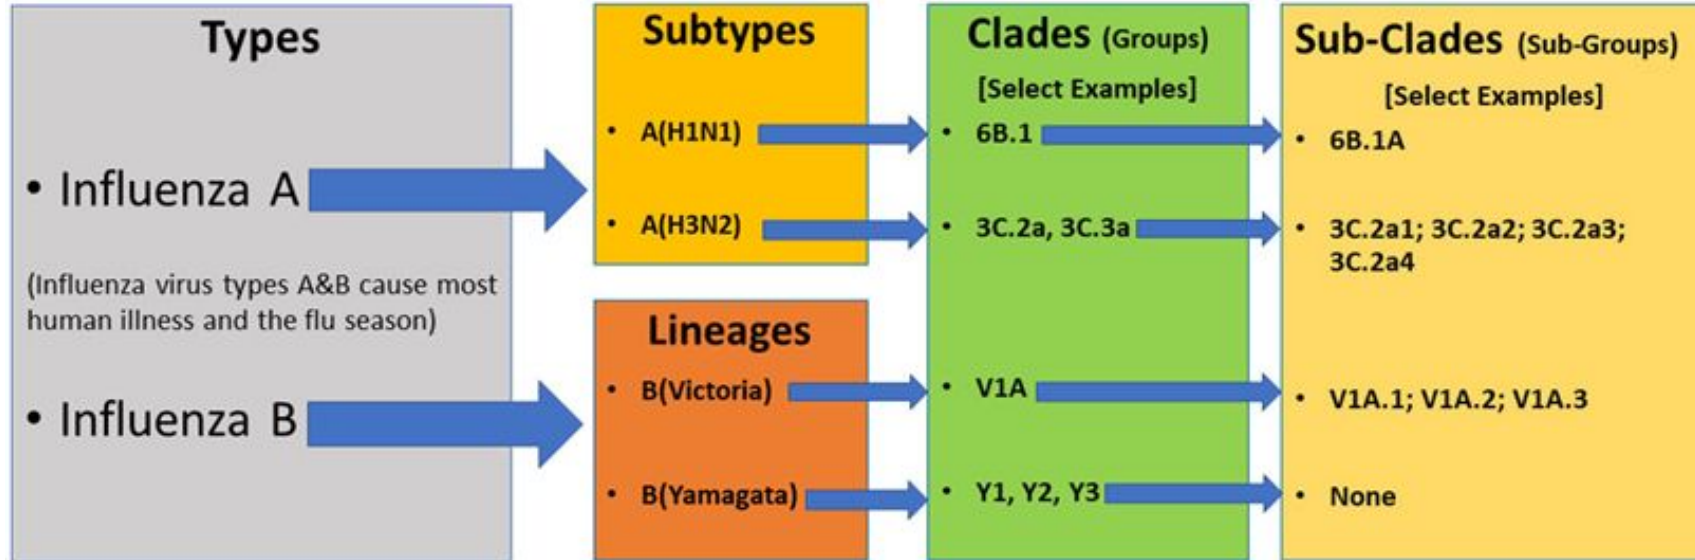 Types
• Influenza A
(Influenza virus types A&B cause most
human illness and the flu season)
• Influenza B
Subtypes
• A(H1N1)
• A(H3N2)
Lineages
• B(Victoria)
• B(Yamagata)
Clades (Groups)
[Select Examples]
• 6B.1
• 3C.2a, 3C.3a
• V1A
• Y1, Y2, Y3
Sub-Clades (Sub-Groups)
[Select Examples]
• 6B.1A
• 3C.2a1; 3C.2a2; 3C.2a3;
3C.2a4
• V1A.1; V1A.2; V1A.3
• None